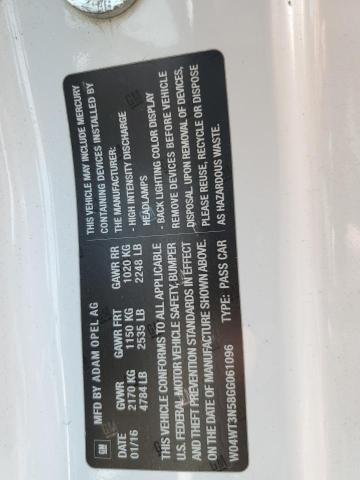 MFD BY ADAM OPEL AG
DATE GVWR GAWR FRT GAWR RR
01/16 2170 KG 1150 KG 1020 KG
4784 LB 2535 LB 2248 LB
THIS VEHICLE CONFORMS TO ALL APPLICABLE
U.S. FEDERAL MOTOR VEHICLE SAFETY, BUMPER
AND THEFT PREVENTION STANDARDS IN EFFECT
ON THE DATE OF MANUFACTURE SHOWN ABOVE.
W04WT3N58GG061096 TYPE: PASS CAR
THIS VEHICLE MAY INCLUDE MERCURY
CONTAINING DEVICES INSTALLED BY
THE MANUFACTURER:
- HIGH INTENSITY DISCHARGE
HEADLAMPS
- BACK LIGHTING COLOR DISPLAY
REMOVE DEVICES BEFORE VEHICLE
DISPOSAL UPON REMOVAL OF DEVICES,
PLEASE REUSE, RECYCLE OR DISPOSE
AS HAZARDOUS WASTE.
GM